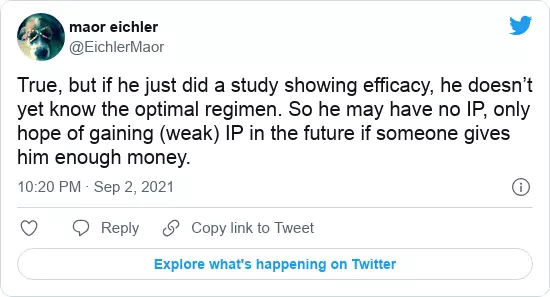 maor eichler
@EichlerMaor
True, but if he just did a study showing efficacy, he doesn’t
yet know the optimal regimen. So he may have no IP, only
hope of gaining (weak) IP in the future if someone gives
him enough money.
10:20 PM · Sep 2, 2021
Reply Copy link to Tweet
Explore what's happening on Twitter